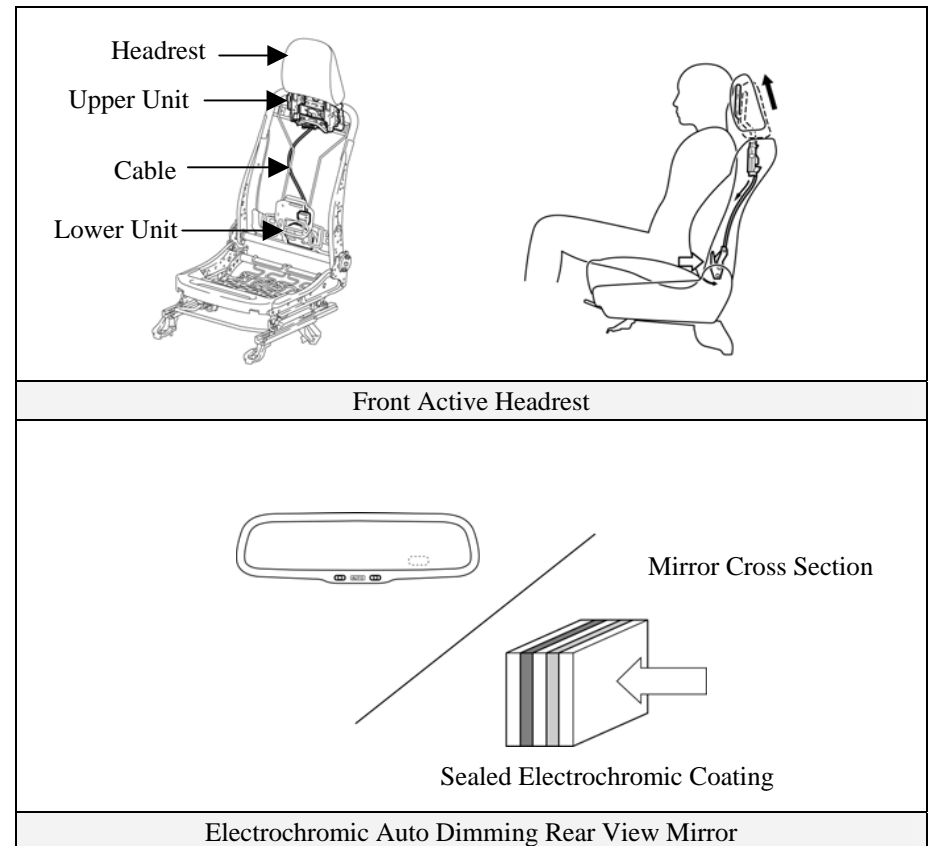 Headrest
Upper Unit
Cable
Lower Unit
Front Active Headrest
Mirror Cross Section
Sealed Electrochromic Coating
Electrochromic Auto Dimming Rear View Mirror